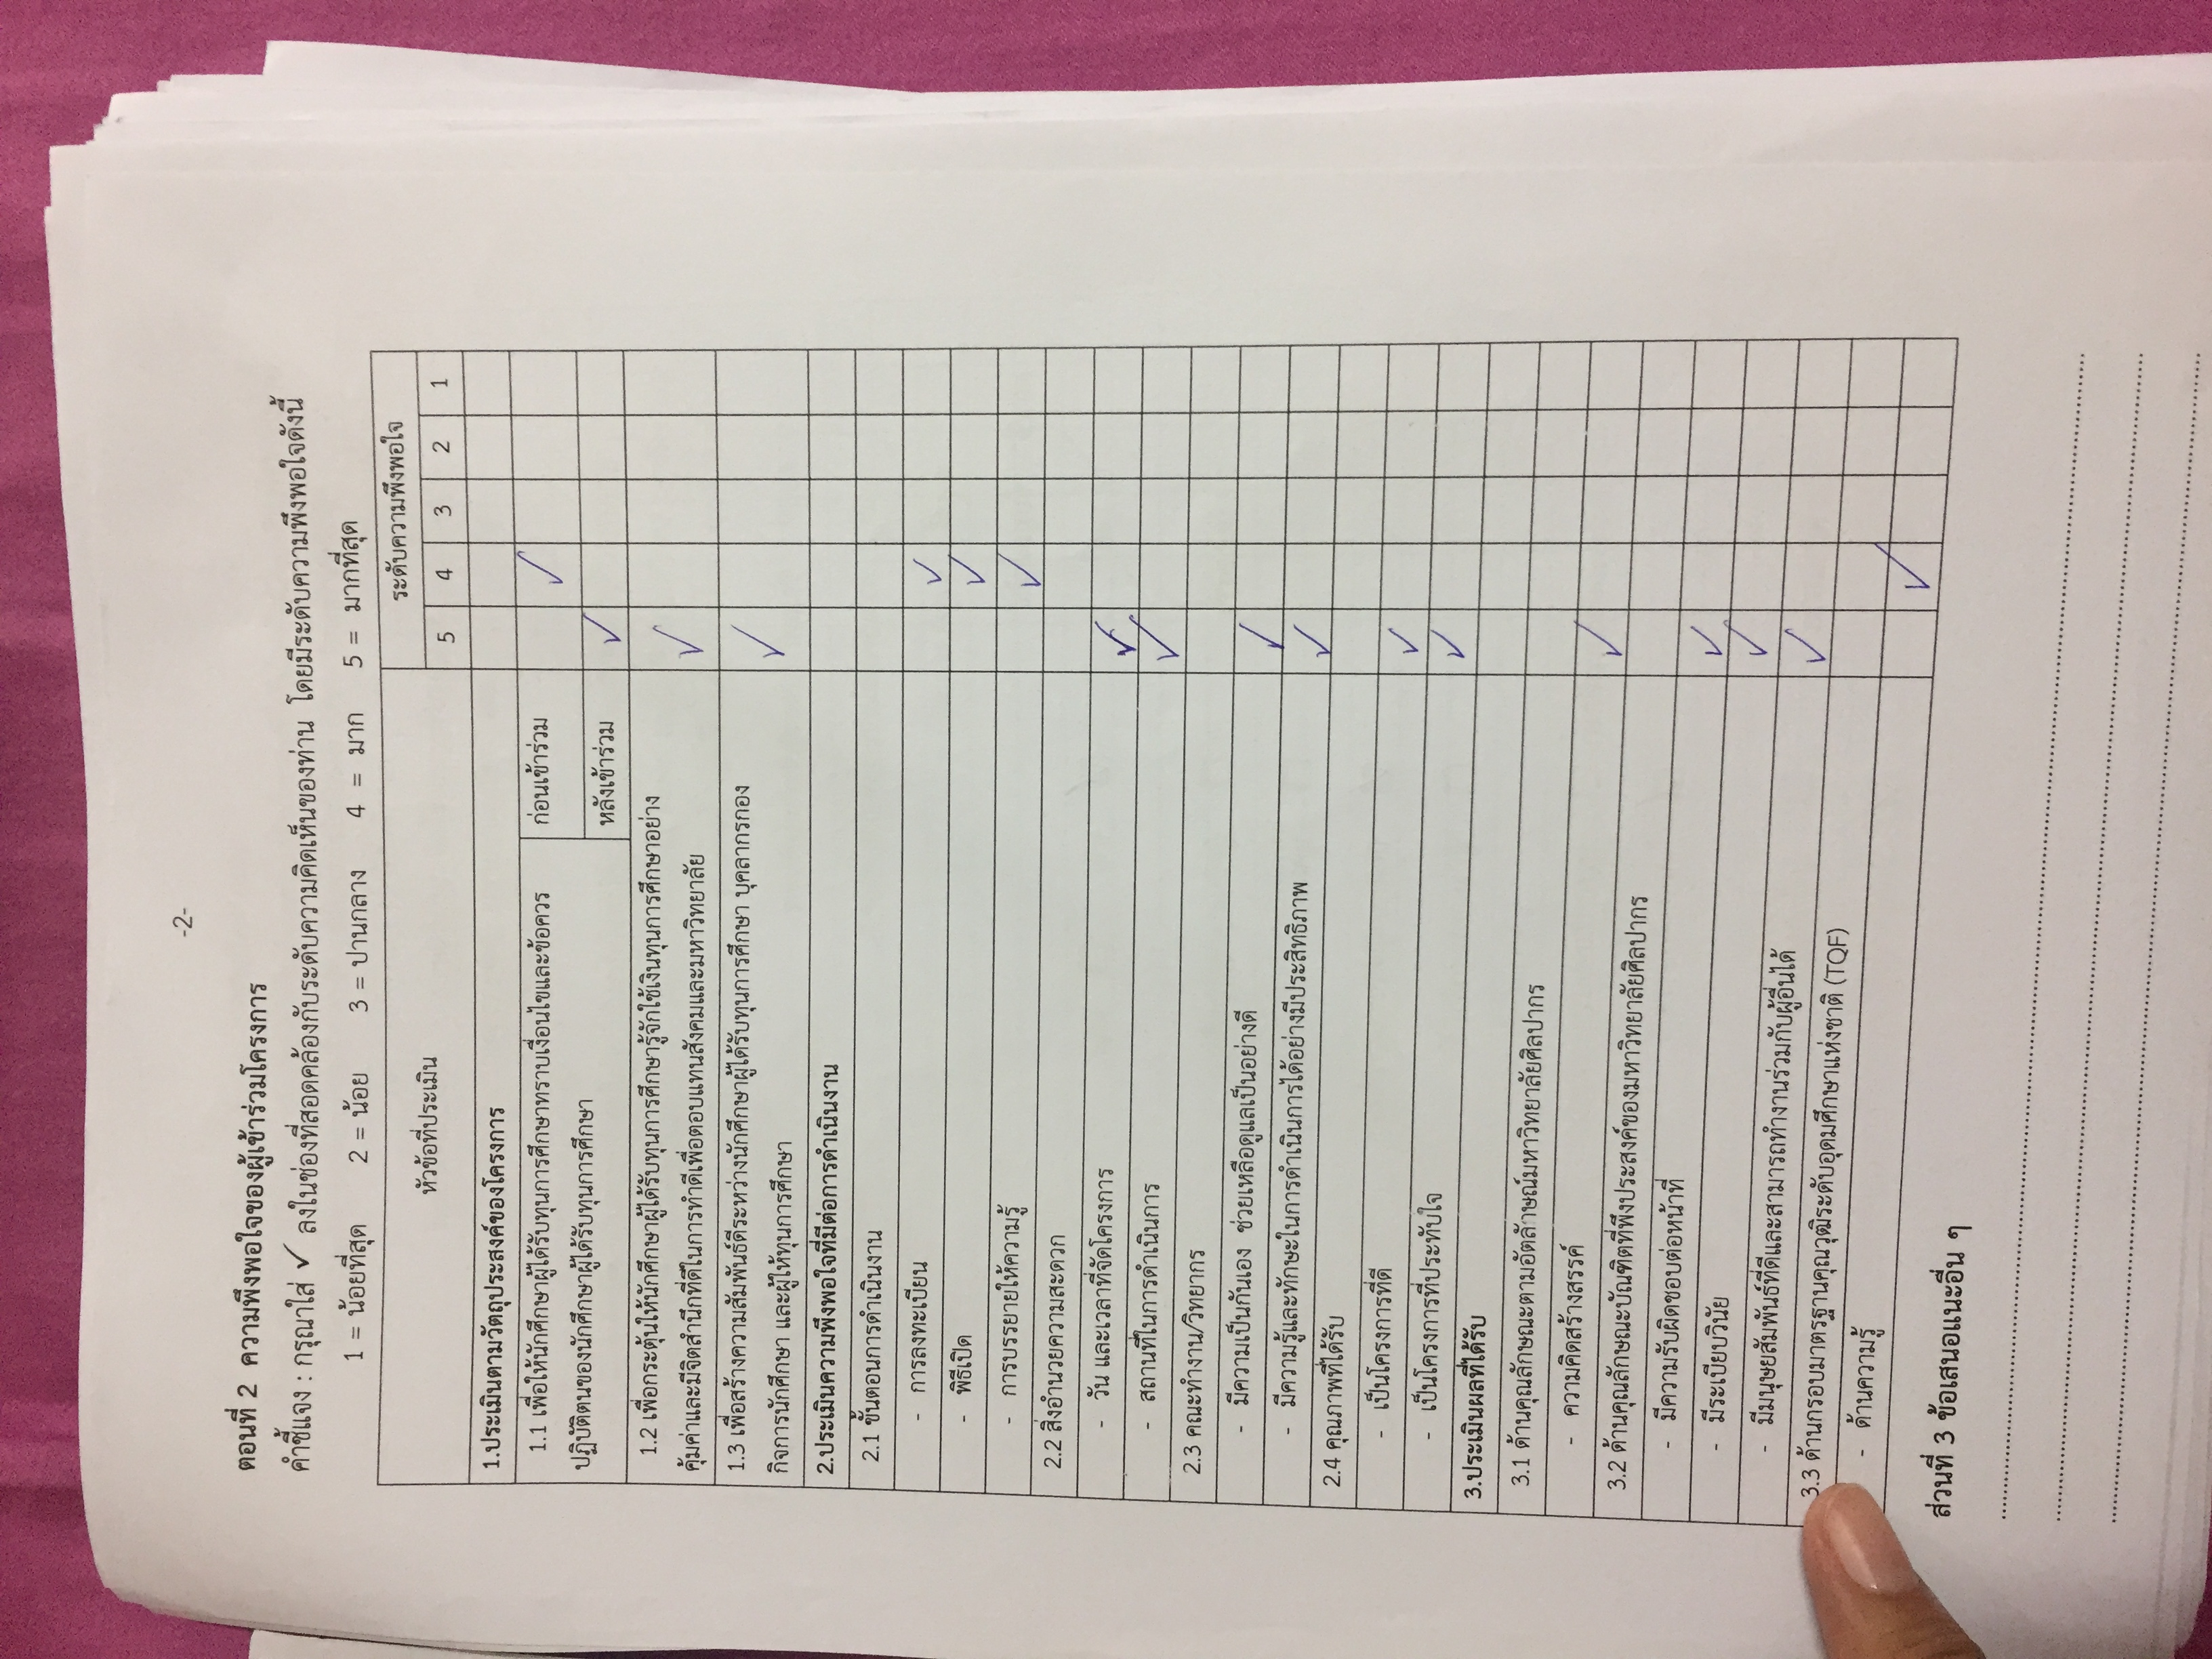 -2-
ตอนที่ 2 ความพึงพอใจของผู้เข้าร่วมโครงการ
คำชี้แจง : กรุณาใส่ ✓ ลงในช่องที่สอดคล้องกับระดับความคิดเห็นของท่าน โดยมีระดับความพึงพอใจดังนี้
1 = น้อยที่สุด 2 = น้อย 3 = ปานกลาง 4 = มาก 5 = มากที่สุด
หัวข้อที่ประเมิน ระดับความพึงพอใจ
5 4 3 2 1
1.ประเมินตามวัตถุประสงค์ของโครงการ
1.1 เพื่อให้นักศึกษาผู้ได้รับทุนการศึกษาทราบเงื่อนไขและข้อควร ก่อนเข้าร่วม ✓
ปฏิบัติตนของนักศึกษาผู้ได้รับทุนการศึกษา
หลังเข้าร่วม ✓
1.2 เพื่อกระตุ้นให้นักศึกษาผู้ได้รับทุนการศึกษารู้จักใช้เงินทุนการศึกษาอย่าง ✓
คุ้มค่าและมีจิตสำนึกที่ดีในการทำดีเพื่อตอบแทนสังคมและมหาวิทยาลัย
1.3 เพื่อสร้างความสัมพันธ์ดีระหว่างนักศึกษาผู้ได้รับทุนการศึกษา บุคลากรกอง ✓
กิจการนักศึกษา และผู้ให้ทุนการศึกษา
2.ประเมินความพึงพอใจที่มีต่อการดำเนินงาน
2.1 ขั้นตอนการดำเนินงาน
- การลงทะเบียน ✓
- พิธีเปิด ✓
- การบรรยายให้ความรู้ ✓
2.2 สิ่งอำนวยความสะดวก
- วัน และเวลาที่จัดโครงการ ✓
- สถานที่ในการดำเนินการ ✓
2.3 คณะทำงาน/วิทยากร
- มีความเป็นกันเอง ช่วยเหลือดูแลเป็นอย่างดี ✓
- มีความรู้และทักษะในการดำเนินการได้อย่างมีประสิทธิภาพ ✓
2.4 คุณภาพที่ได้รับ
- เป็นโครงการที่ดี ✓
- เป็นโครงการที่ประทับใจ ✓
3.ประเมินผลที่ได้รับ
3.1 ด้านคุณลักษณะตามอัตลักษณ์มหาวิทยาลัยศิลปากร
- ความคิดสร้างสรรค์ ✓
3.2 ด้านคุณลักษณะบัณฑิตที่พึงประสงค์ของมหาวิทยาลัยศิลปากร
- มีความรับผิดชอบต่อหน้าที่ ✓
- มีระเบียบวินัย ✓
- มีมนุษยสัมพันธ์ที่ดีและสามารถทำงานร่วมกับผู้อื่นได้ ✓
3.3 ด้านกรอบมาตรฐานคุณวุฒิระดับอุดมศึกษาแห่งชาติ (TQF)
- ด้านความรู้ ✓
ส่วนที่ 3 ข้อเสนอแนะอื่น ๆ